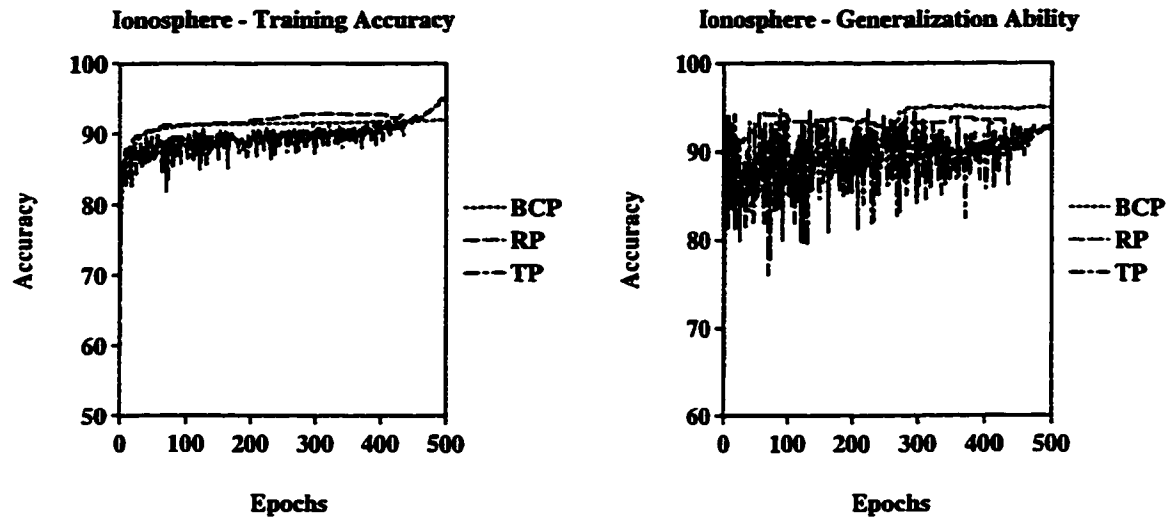 Ionosphere - Training Accuracy
100
90
80
70
60
50
0
100
200
300
400
500
Accuracy
Epochs
BCP
RP
TP
Ionosphere - Generalization Ability
100
90
80
70
60
0
100
200
300
400
500
Accuracy
Epochs
BCP
RP
TP